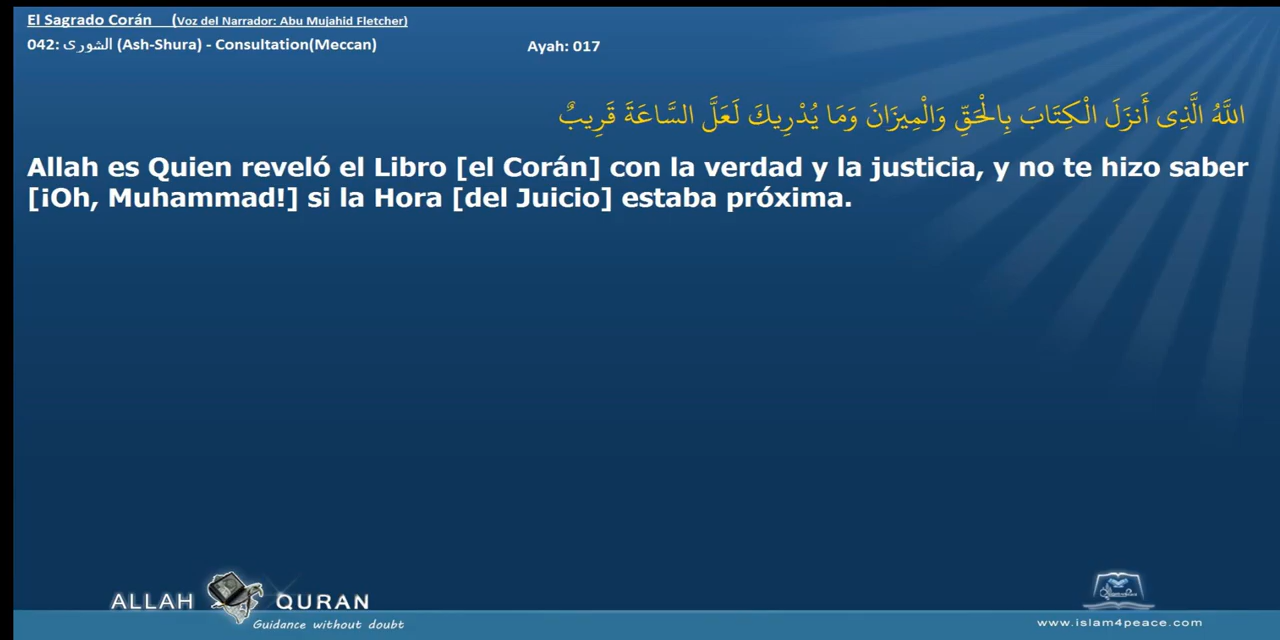 El Sagrado Corán (Voz del Narrador: Abu Mujahid Fletcher)
042: الشورى (Ash-Shura) - Consultation(Meccan) Ayah: 017
اللَّهُ الَّذِى أَنزَلَ الْكِتَابَ بِالْحَقِّ وَالْمِيزَانَ وَمَا يُدْرِيكَ لَعَلَّ السَّاعَةَ قَرِيبٌ
Allah es Quien reveló el Libro [el Corán] con la verdad y la justicia, y no te hizo saber
[¡Oh, Muhammad!] si la Hora [del Juicio] estaba próxima.
ALLAH QURAN
Guidance without doubt
www.islam4peace.com